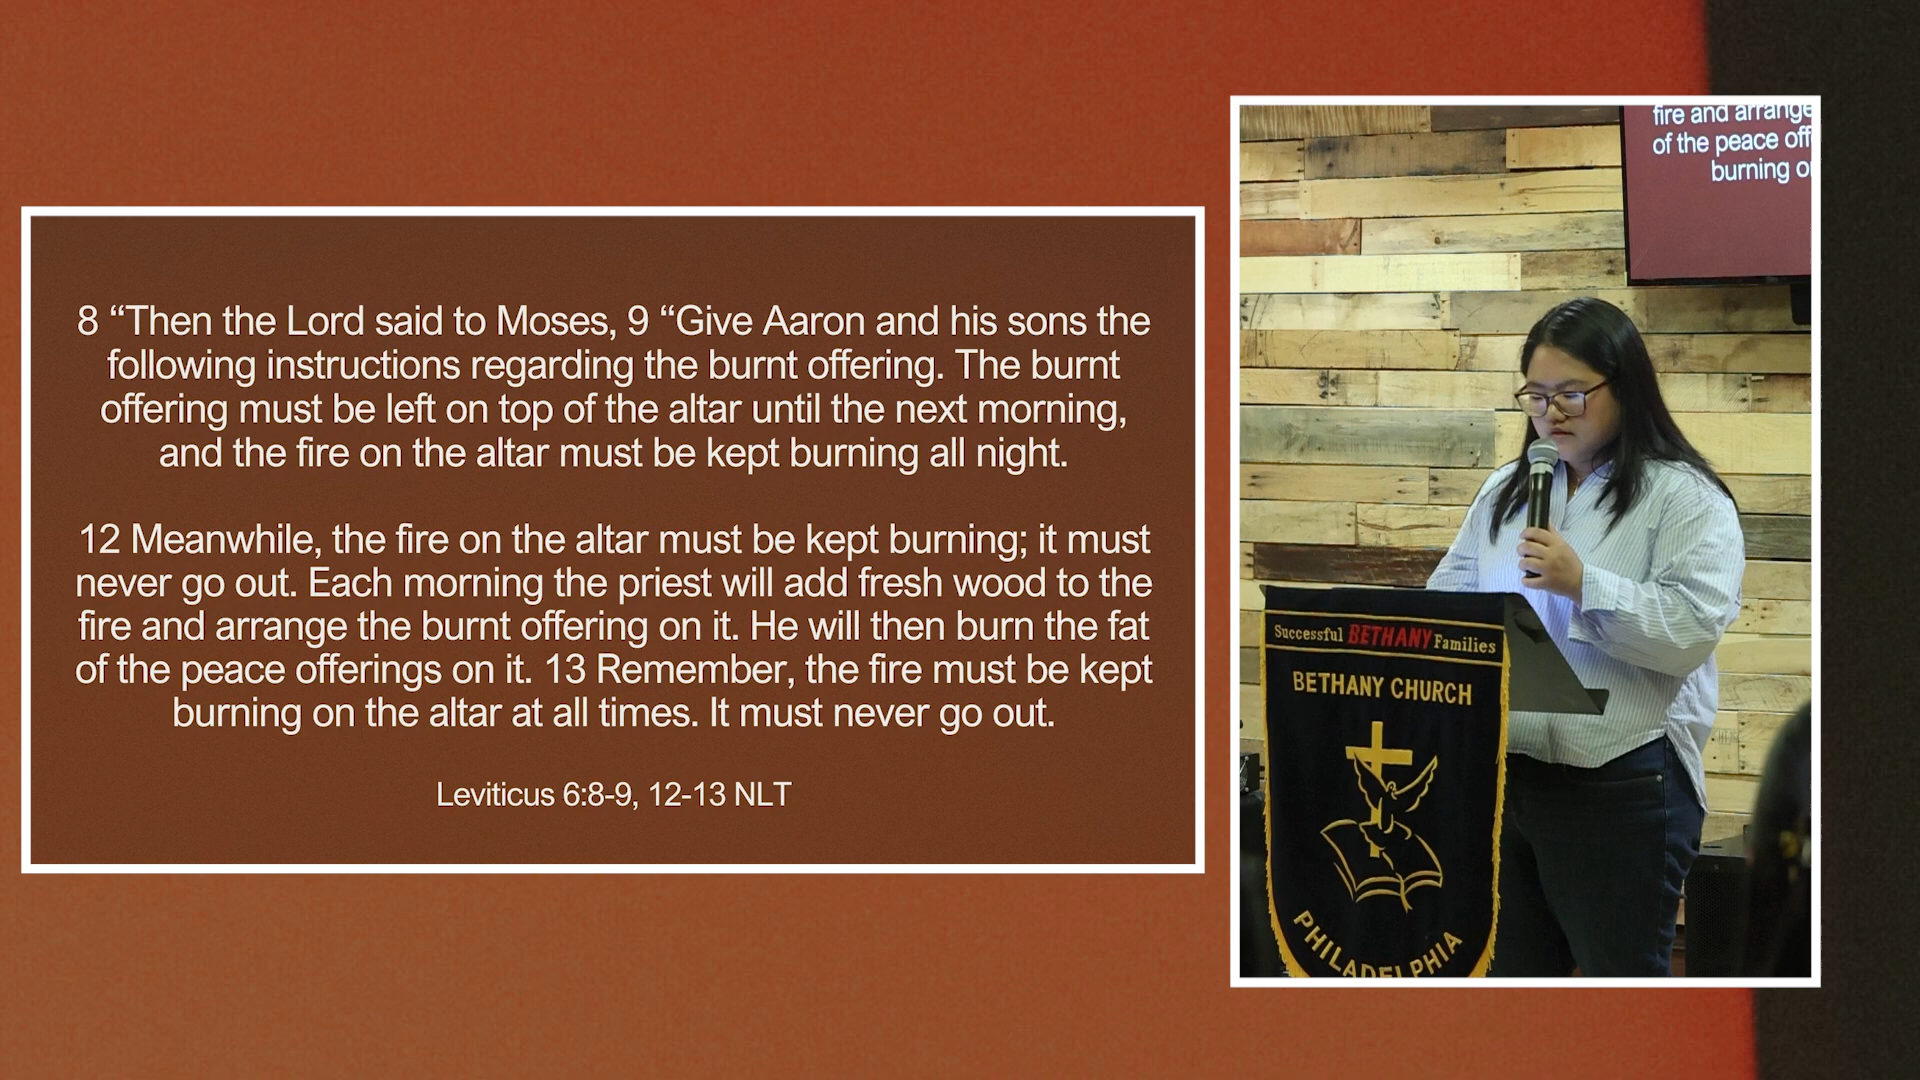 8 “Then the Lord said to Moses, 9 “Give Aaron and his sons the
following instructions regarding the burnt offering. The burnt
offering must be left on top of the altar until the next morning,
and the fire on the altar must be kept burning all night.
12 Meanwhile, the fire on the altar must be kept burning; it must
never go out. Each morning the priest will add fresh wood to the
fire and arrange the burnt offering on it. He will then burn the fat
of the peace offerings on it. 13 Remember, the fire must be kept
burning on the altar at all times. It must never go out.
Leviticus 6:8-9, 12-13 NLT
fire and arrange
of the peace off
burning o
Successful BETHANY Families
BETHANY CHURCH
PHILADELPHIA